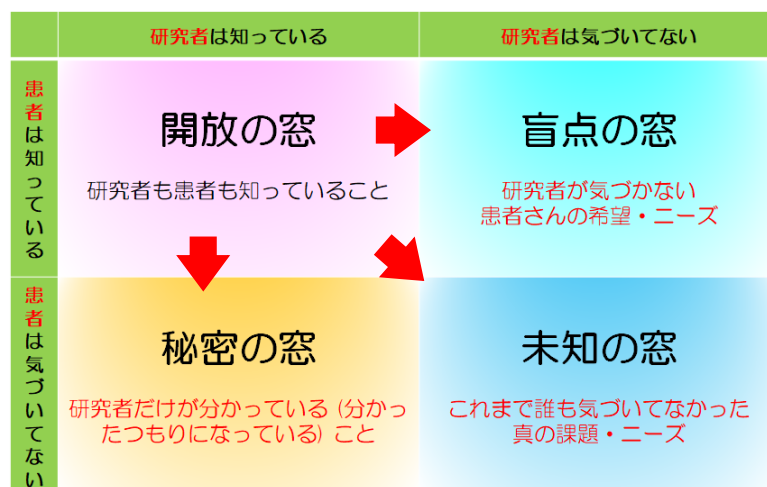 研究者は知っている
研究者は気づいてない
患者は知っている
開放の窓
研究者も患者も知っていること
盲点の窓
研究者が気づかない
患者さんの希望・ニーズ
患者は気づいてない
秘密の窓
研究者だけが分かっている(分かっ
たつもりになっている)こと
未知の窓
これまで誰も気づいてなかった
真の課題・ニーズ